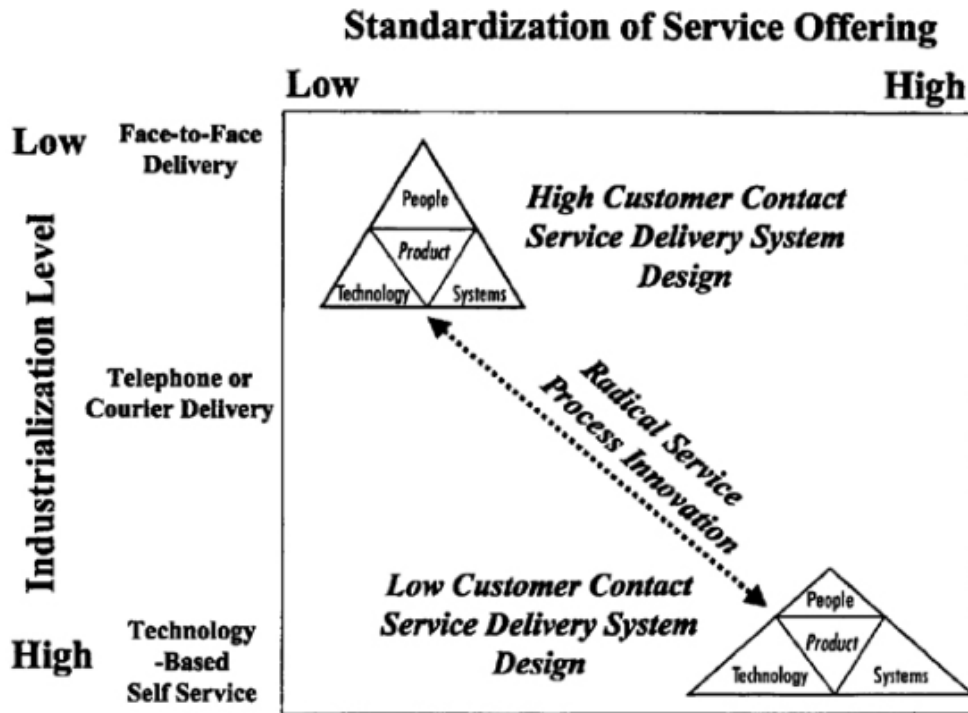 Standardization of Service Offering
Low
High
Low
Face-to-Face
Delivery
Industrialization Level
Telephone or
Courier Delivery
High
Technology
-Based
Self Service
People
Product
Technology
Systems
High Customer Contact
Service Delivery System
Design
Radical Service
Process Innovation
Low Customer Contact
Service Delivery System
Design
People
Product
Technology
Systems